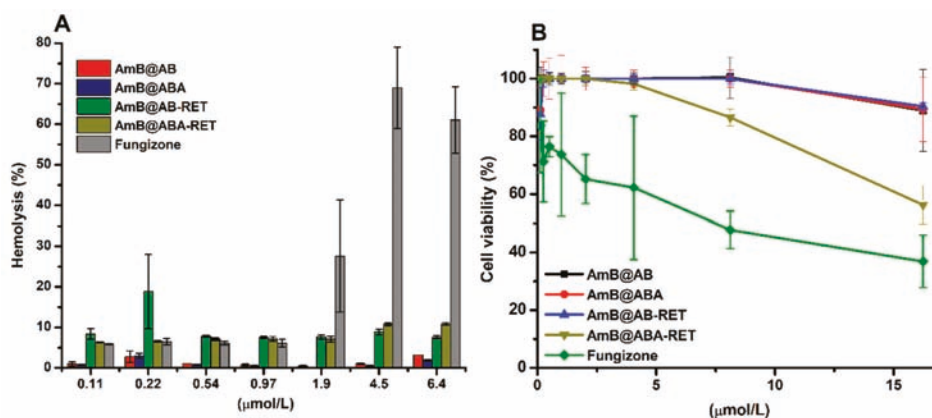 A
80
70
60
50
40
30
20
10
0
Hemolysis (%)
AmB@AB
AmB@ABA
AmB@AB-RET
AmB@ABA-RET
Fungizone
0.11 0.22 0.54 0.97 1.9 4.5 6.4
(μmol/L)
B
100
80
60
40
20
0
Cell viability (%)
AmB@AB
AmB@ABA
AmB@AB-RET
AmB@ABA-RET
Fungizone
0 5 10 15
(μmol/L)